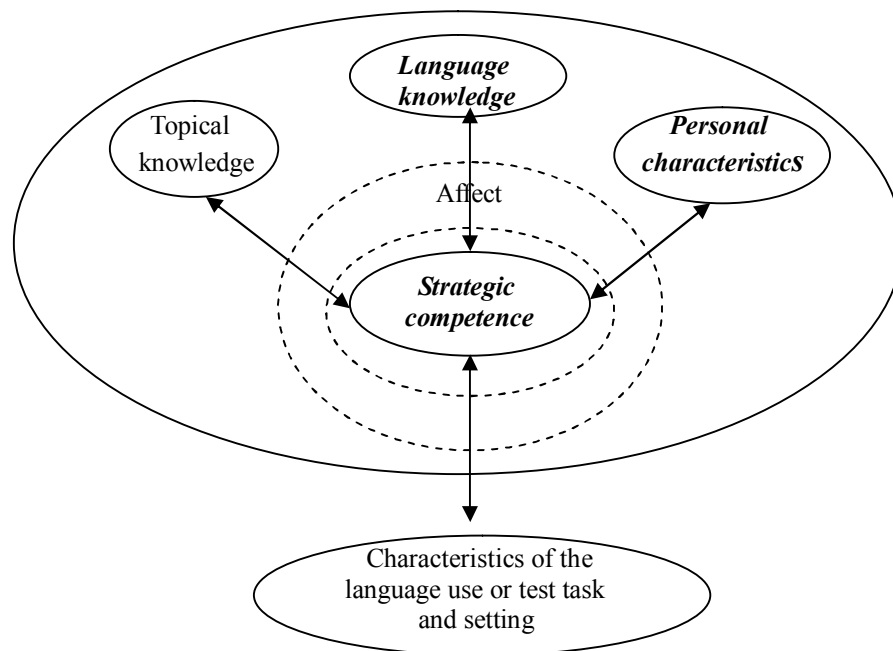 Language
knowledge
Topical
knowledge
Personal
characteristics
Affect
Strategic
competence
Characteristics of the
language use or test task
and setting